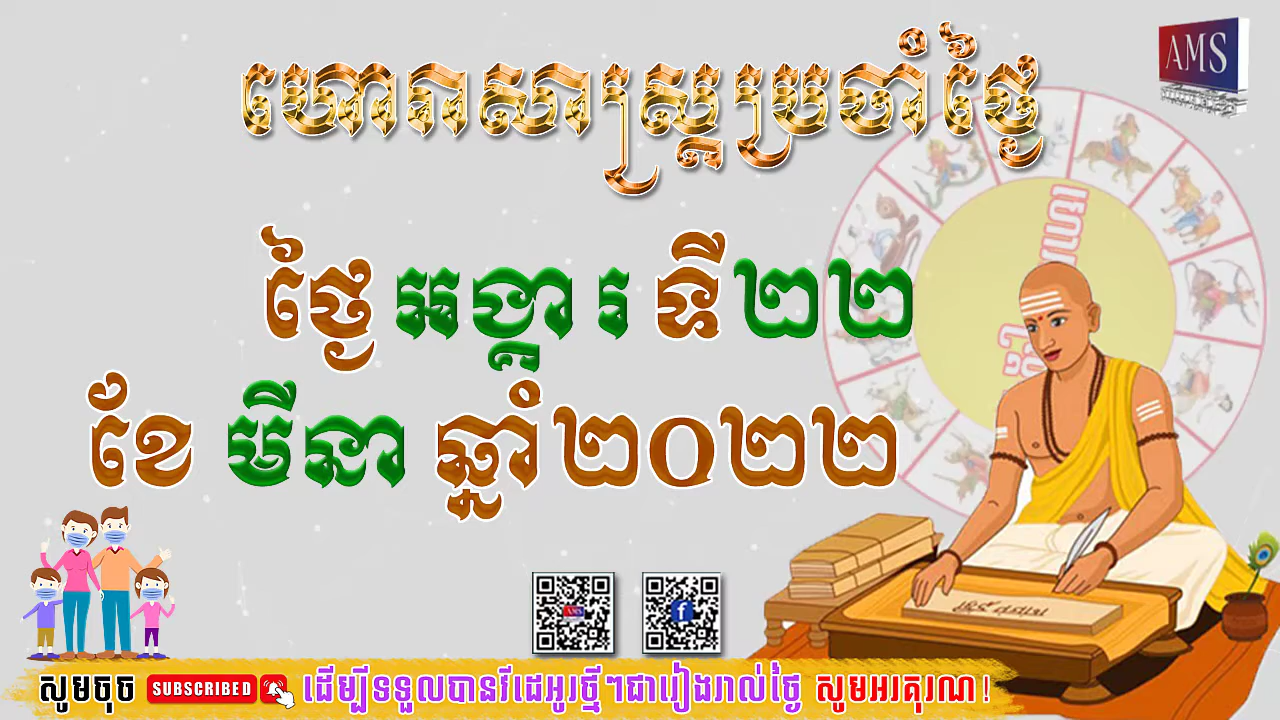 AMS
ហោរាសាស្ត្រប្រចាំថ្ងៃ
ថ្ងៃ អង្គារ ទី២២
ខែ មីនា ឆ្នាំ២០២២
សូមចុច SUBSCRIBED ដើម្បីទទួលបានវីដេអូរថ្មីៗជារៀងរាល់ថ្ងៃ សូមអរគុរណ!